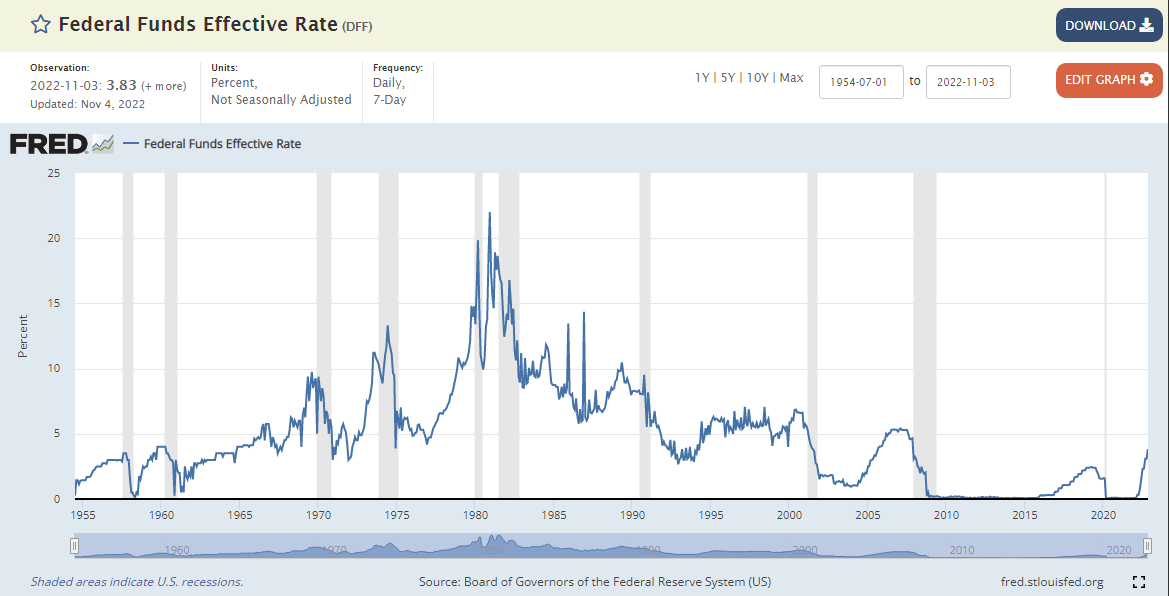 Federal Funds Effective Rate (DFF)
DOWNLOAD
Observation:
2022-11-03: 3.83 (+ more)
Updated: Nov 4, 2022
Units:
Percent,
Not Seasonally Adjusted
Frequency:
Daily,
7-Day
1Y | 5Y | 10Y | Max
1954-07-01 to 2022-11-03
EDIT GRAPH
FRED
Federal Funds Effective Rate
25
20
15
10
5
0
Percent
1955 1960 1965 1970 1975 1980 1985 1990 1995 2000 2005 2010 2015 2020
1960 1970 1980 1990 2000 2010 2020
Shaded areas indicate U.S. recessions.
Source: Board of Governors of the Federal Reserve System (US)
fred.stlouisfed.org